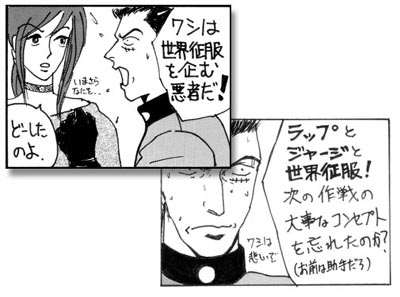 ワシは
世界征服
を企む
悪者だ!
いまさら
なにを...
どーした
のよ.
ラップと
ジャージと
世界征服!
次の作戦の
大事なコンセプト
を忘れたのか?
(お前は助手だろ)
ワシは
悲いで